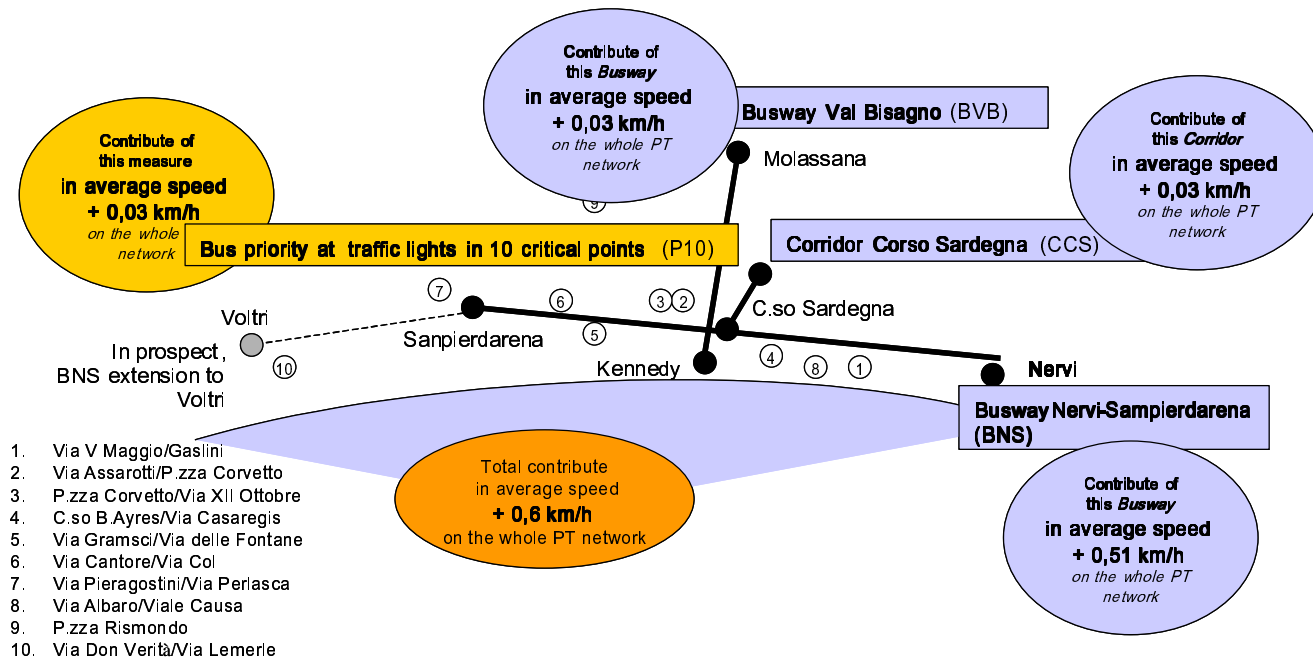 Contribute of
this Busway
in average speed
+ 0,03 km/h
on the whole PT
network
Busway Val Bisagno (BVB)
Contribute of
this Corridor
in average speed
+ 0,03 km/h
on the whole PT
network
Contribute of
this measure
in average speed
+ 0,03 km/h
on the whole
network
Molassana
9
Bus priority at traffic lights in 10 critical points (P10)
Corridor Corso Sardegna (CCS)
7
6
3
2
C.so Sardegna
Voltri
Sanpierdarena
5
In prospect,
BNS extension to
Voltri
10
Kennedy
4
8
1
Nervi
Busway Nervi-Sampierdarena
(BNS)
1. Via V Maggio/Gaslini
2. Via Assarotti/P.zza Corvetto
3. P.zza Corvetto/Via XII Ottobre
4. C.so B.Ayres/Via Casaregis
5. Via Gramsci/Via delle Fontane
6. Via Cantore/Via Col
7. Via Pieragostini/Via Perlasca
8. Via Albaro/Viale Causa
9. P.zza Rismondo
10. Via Don Verità/Via Lemerle
Total contribute
in average speed
+ 0,6 km/h
on the whole PT network
Contribute of
this Busway
in average speed
+ 0,51 km/h
on the whole PT
network